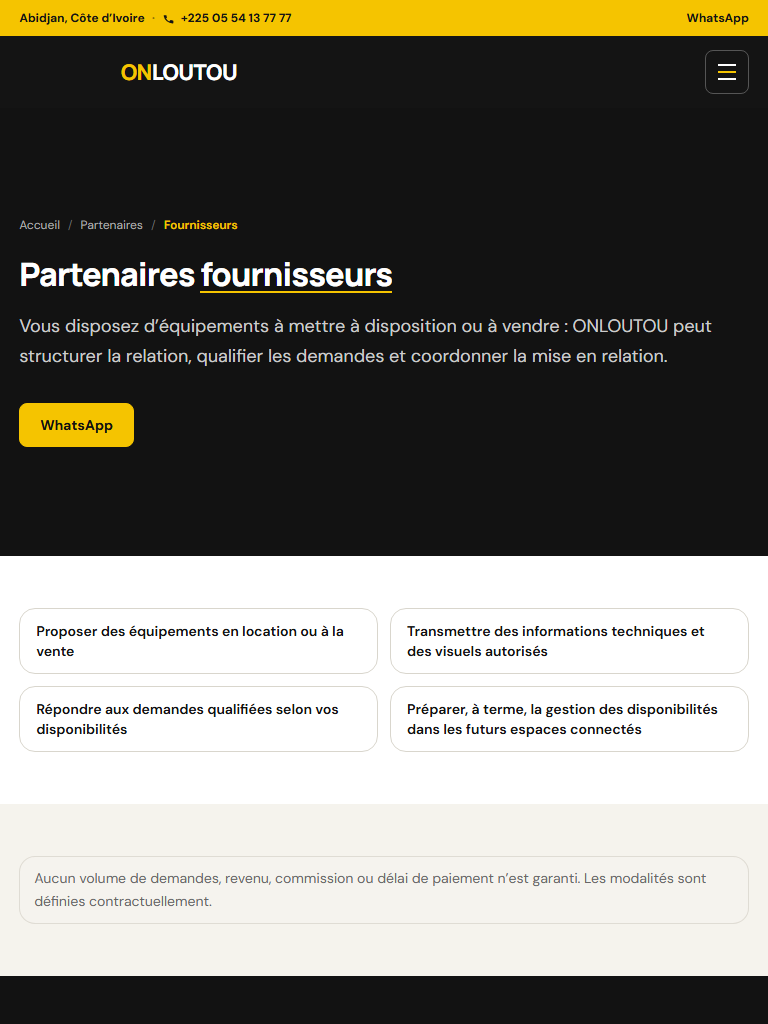 Abidjan, Côte d’Ivoire · +225 05 54 13 77 77 WhatsApp
ONLOUTOU
Accueil / Partenaires / Fournisseurs
Partenaires fournisseurs
Vous disposez d’équipements à mettre à disposition ou à vendre : ONLOUTOU peut
structurer la relation, qualifier les demandes et coordonner la mise en relation.
WhatsApp
Proposer des équipements en location ou à la
vente
Transmettre des informations techniques et
des visuels autorisés
Répondre aux demandes qualifiées selon vos
disponibilités
Préparer, à terme, la gestion des disponibilités
dans les futurs espaces connectés
Aucun volume de demandes, revenu, commission ou délai de paiement n’est garanti. Les modalités sont
définies contractuellement.